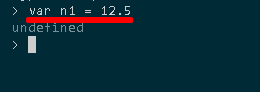 > var n1 = 12.5
undefined
>